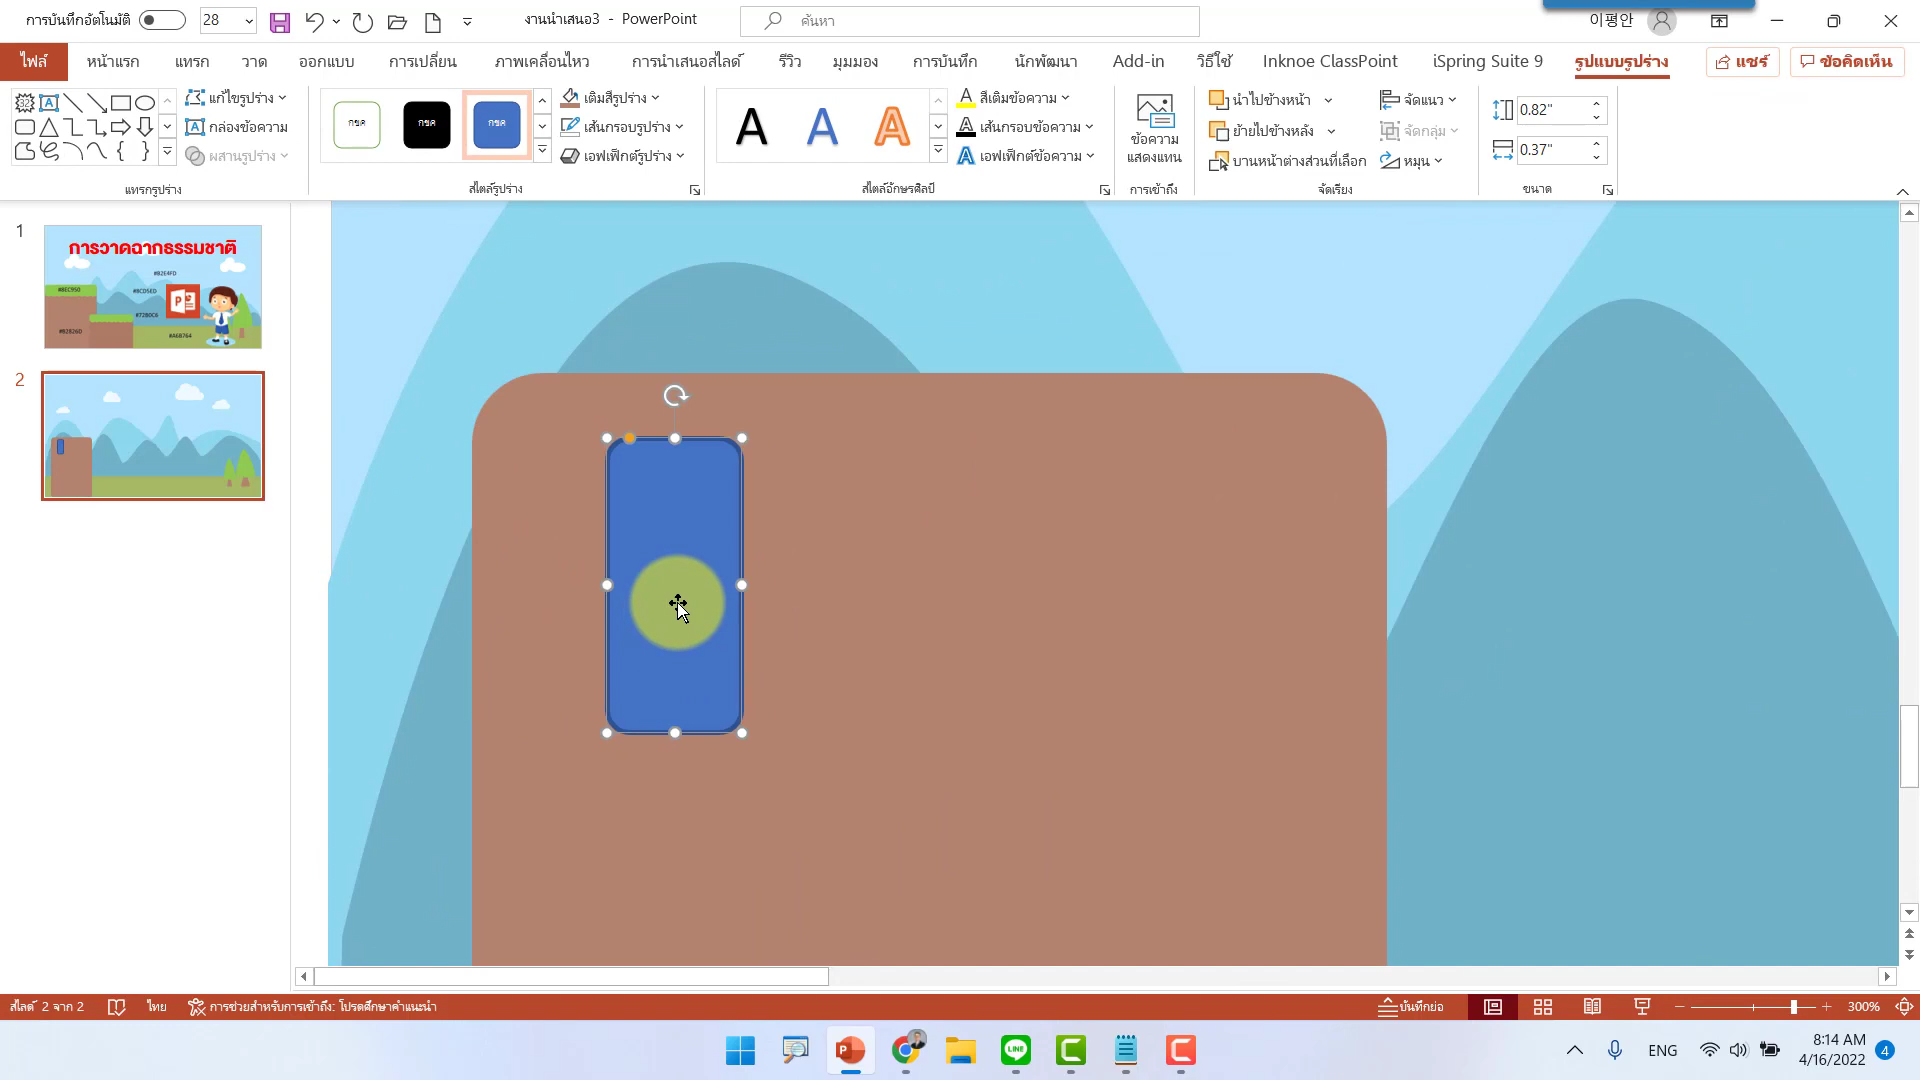 การบันทึกอัตโนมัติ
28
งานนำเสนอ3 - PowerPoint
ค้นหา
이평안
ไฟล์
หน้าแรก
แทรก
วาด
ออกแบบ
การเปลี่ยน
ภาพเคลื่อนไหว
การนำเสนอสไลด์
รีวิว
มุมมอง
การบันทึก
นักพัฒนา
Add-in
วิธีใช้
Inknoe ClassPoint
iSpring Suite 9
รูปแบบรูปร่าง
แชร์
ข้อคิดเห็น
แก้ไขรูปร่าง
กล่องข้อความ
ผสานรูปร่าง
แทรกรูปร่าง
กขค
กขค
กขค
เติมสีรูปร่าง
เส้นกรอบรูปร่าง
เอฟเฟ็กต์รูปร่าง
สไตล์รูปร่าง
A
A
A
สีเติมข้อความ
เส้นกรอบข้อความ
เอฟเฟ็กต์ข้อความ
สไตล์อักษรศิลป์
ข้อความ
แสดงแทน
การเข้าถึง
นำไปข้างหน้า
ย้ายไปข้างหลัง
บานหน้าต่างส่วนที่เลือก
จัดแนว
จัดกลุ่ม
หมุน
จัดเรียง
0.82"
0.37"
ขนาด
1
การวาดฉากธรรมชาติ
#B2E4FD
#8EC950
#8CD5ED
#72B0C6
#B2826D
#A6B764
2
สไลด์ 2 จาก 2
ไทย
การช่วยสำหรับการเข้าถึง: โปรดศึกษาคำแนะนำ
บันทึกย่อ
300%
LINE
ENG
8:14 AM
4/16/2022
4